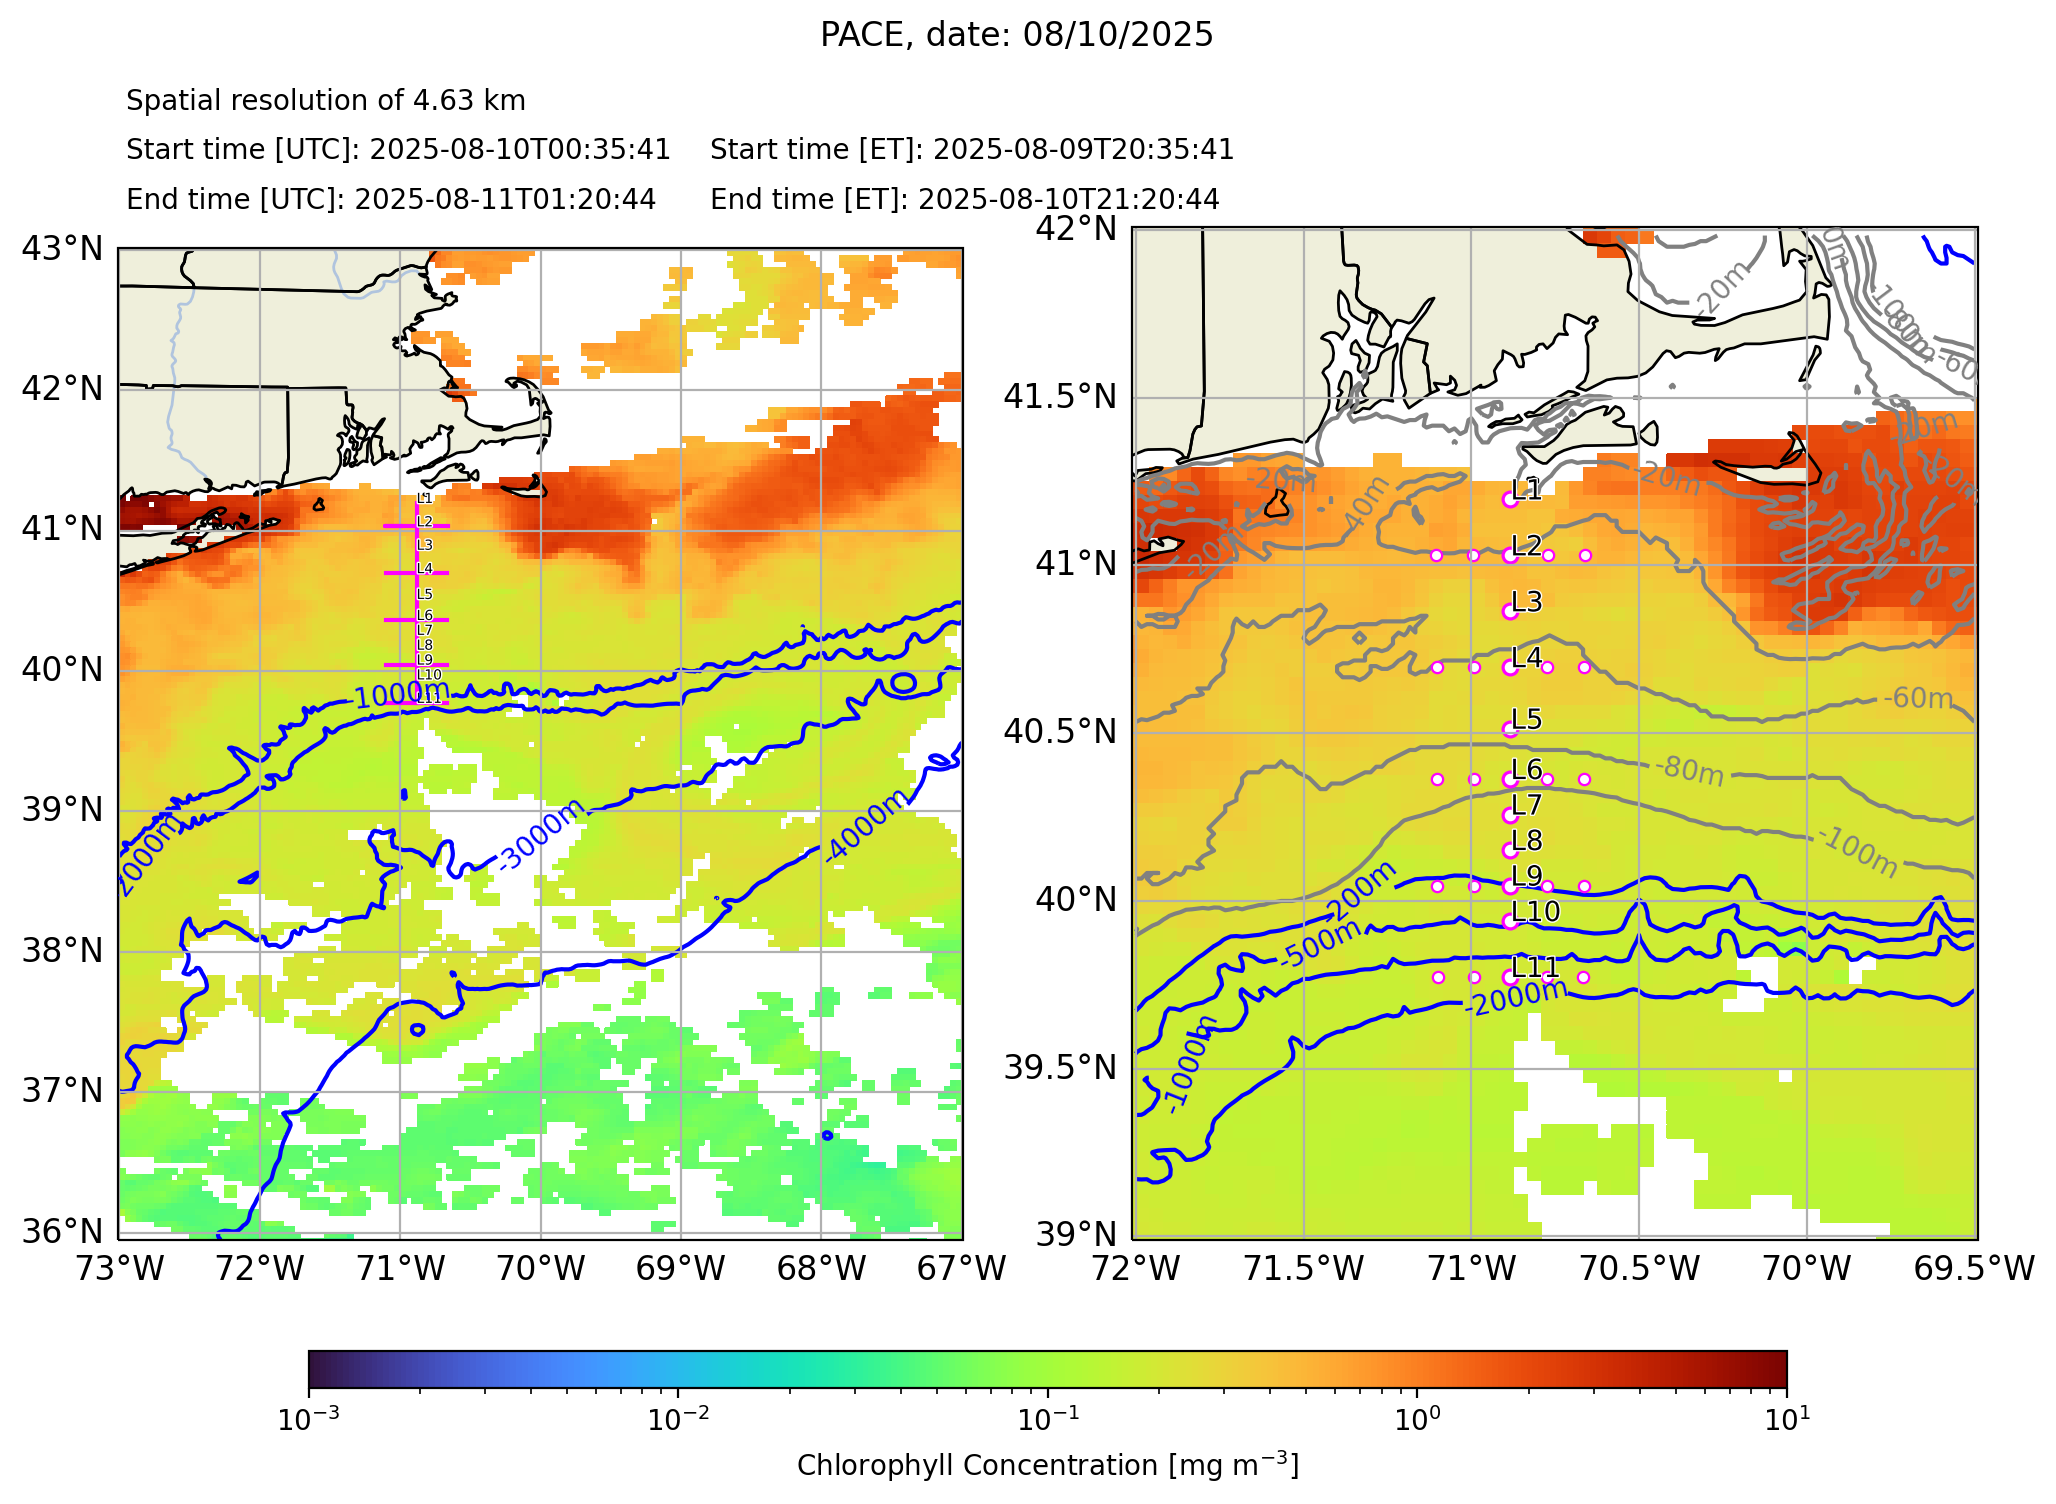 PACE, date: 08/10/2025
Spatial resolution of 4.63 km
Start time [UTC]: 2025-08-10T00:35:41 Start time [ET]: 2025-08-09T20:35:41
End time [UTC]: 2025-08-11T01:20:44 End time [ET]: 2025-08-10T21:20:44
43°N
42°N
41°N
40°N
39°N
38°N
37°N
36°N
73°W 72°W 71°W 70°W 69°W 68°W 67°W
L1
L2
L3
L4
L5
L6
L7
L8
L9
L10
L11
-1000m
-3000m
-4000m
42°N
41.5°N
41°N
40.5°N
40°N
39.5°N
39°N
72°W 71.5°W 71°W 70.5°W 70°W 69.5°W
-20m
-100m
-80m
-20m
-40m
-20m
-20m
L1
L2
L3
L4
L5
L6
L7
L8
L9
L10
L11
-60m
-80m
-100m
-200m
-500m
-1000m
-2000m
10⁻³ 10⁻² 10⁻¹ 10⁰ 10¹
Chlorophyll Concentration [mg m⁻³]